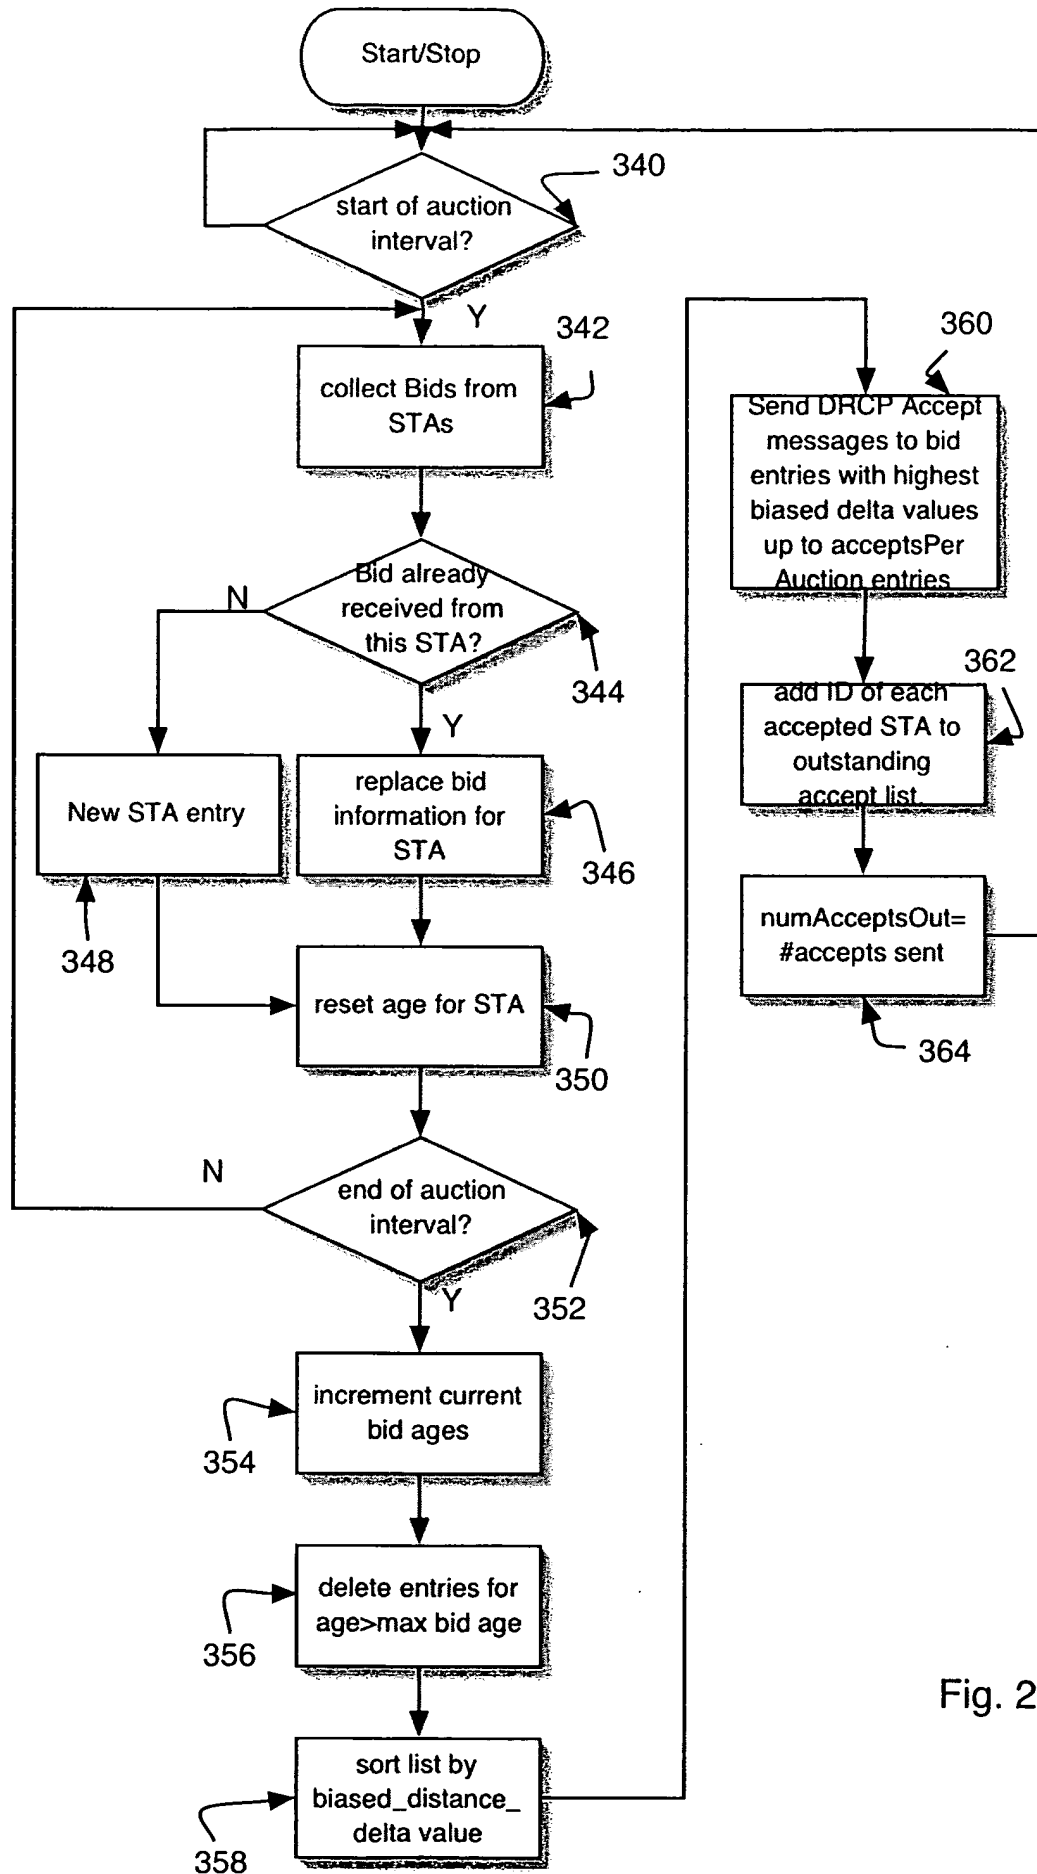 Start/Stop
340
start of auction
interval?
Y
342
collect Bids from
STAs
N
Bid already
received from
this STA?
344
Y
New STA entry
348
replace bid
information for
STA
346
reset age for STA
350
N
end of auction
interval?
352
Y
increment current
bid ages
354
delete entries for
age>max bid age
356
sort list by
biased_distance_
delta value
358
360
Send DRCP Accept
messages to bid
entries with highest
biased delta values
up to acceptsPer
Auction entries
362
add ID of each
accepted STA to
outstanding
accept list.
numAcceptsOut=
#accepts sent
364
Fig. 2